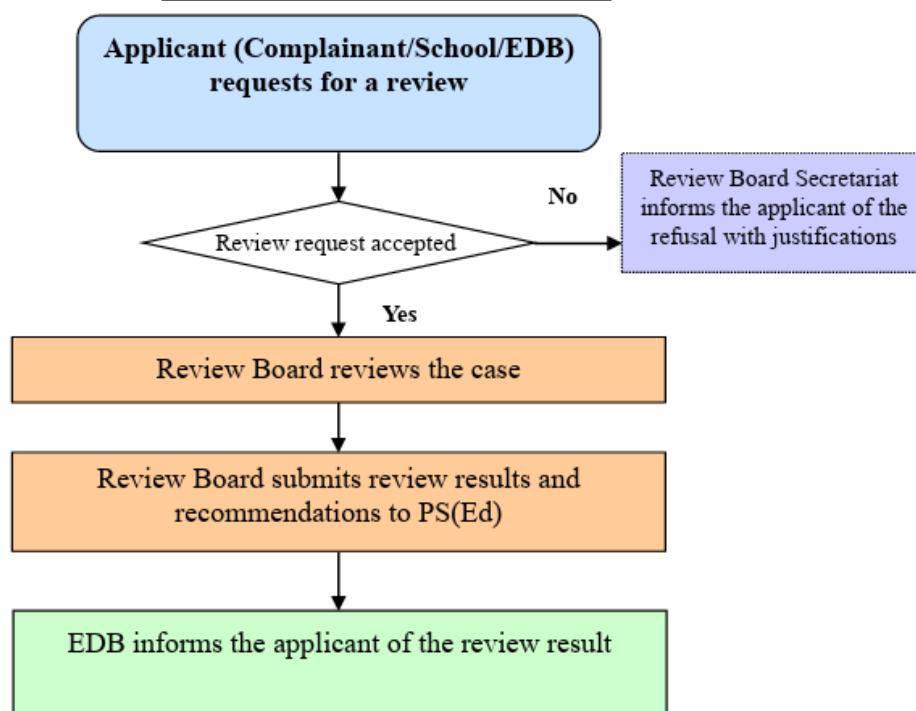 Applicant (Complainant/School/EDB)
requests for a review
No
Review Board Secretariat
informs the applicant of the
refusal with justifications
Review request accepted
Yes
Review Board reviews the case
Review Board submits review results and
recommendations to PS(Ed)
EDB informs the applicant of the review result